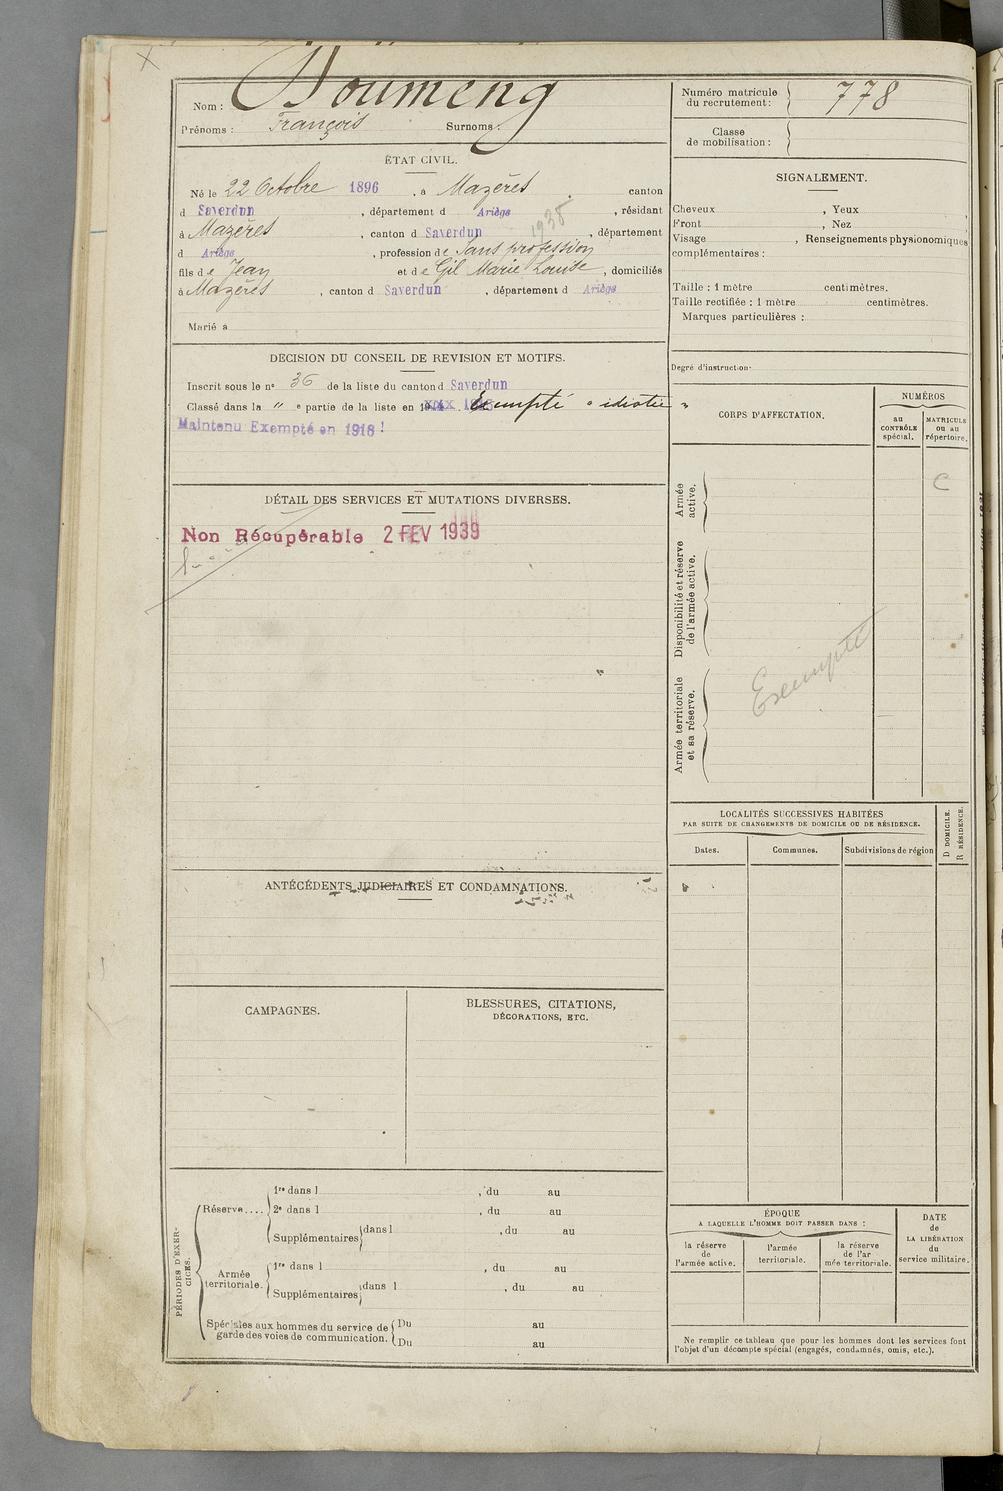 Nom : Doumeng
Prénoms : François Surnoms :
Numéro matricule du recrutement : 778
Classe de mobilisation :
ÉTAT CIVIL.
Né le 22 Octobre 1896, à Mazères canton
d Saverdun, département d Ariège, résidant
1938
à Mazères, canton d Saverdun, département
d Ariège, profession de Sans profession
fils de Jean et de Gil Marie Louise, domiciliés
à Mazères, canton d Saverdun, département d Ariège
Marié à
SIGNALEMENT.
Cheveux , Yeux
Front , Nez
Visage , Renseignements physionomiques
complémentaires :
Taille : 1 mètre centimètres.
Taille rectifiée : 1 mètre centimètres.
Marques particulières :
Degré d'instruction.
DÉCISION DU CONSEIL DE REVISION ET MOTIFS.
Inscrit sous le n° 36 de la liste du canton d Saverdun
Classé dans la " e partie de la liste en 19 Exempté " idiotie "
Maintenu Exempté en 1918 !
CORPS D'AFFECTATION.
NUMÉROS
au CONTRÔLE spécial.
MATRICULE OU AU répertoire.
Armée active.
C
Disponibilité et réserve de l'armée active.
Armée territoriale et sa réserve.
Exempté
DÉTAIL DES SERVICES ET MUTATIONS DIVERSES.
Non Récupérable 2 FEV 1939
LOCALITÉS SUCCESSIVES HABITÉES
PAR SUITE DE CHANGEMENTS DE DOMICILE OU DE RÉSIDENCE.
D DOMICILE.
R RÉSIDENCE.
Dates. Communes. Subdivisions de région
ANTÉCÉDENTS JUDICIAIRES ET CONDAMNATIONS.
CAMPAGNES.
BLESSURES, CITATIONS,
DÉCORATIONS, ETC.
PÉRIODES D'EXERCICES.
Réserve....
1re dans l , du au
2e dans l , du au
Supplémentaires dans l , du au
Armée territoriale.
1re dans l , du au
Supplémentaires dans l , du au
Spéciales aux hommes du service de
garde des voies de communication.
Du au
Du au
ÉPOQUE
A LAQUELLE L'HOMME DOIT PASSER DANS :
la réserve de l'armée active.
l'armée territoriale.
la réserve de l'ar mée territoriale.
DATE de LA LIBÉRATION du service militaire.
Ne remplir ce tableau que pour les hommes dont les services font
l'objet d'un décompte spécial (engagés, condamnés, omis, etc.).